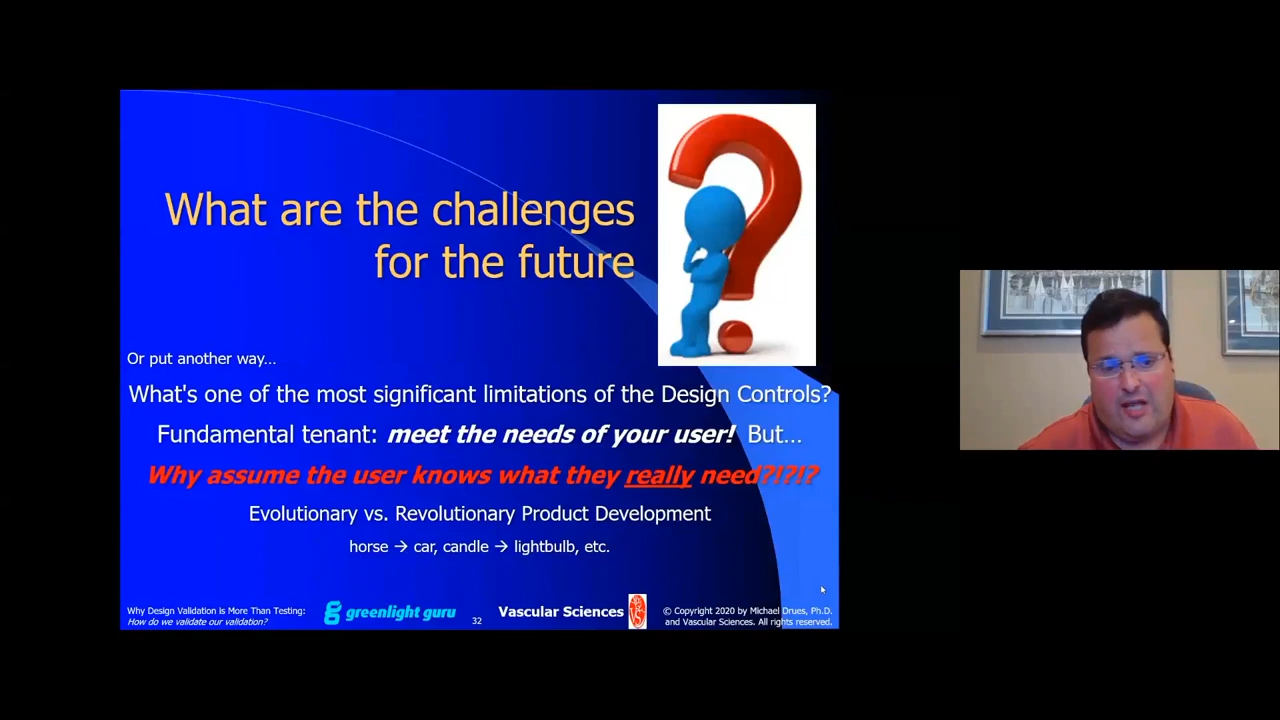 What are the challenges
for the future
Or put another way...
What's one of the most significant limitations of the Design Controls?
Fundamental tenant: meet the needs of your user! But...
Why assume the user knows what they really need?!?!?
Evolutionary vs. Revolutionary Product Development
horse → car, candle → lightbulb, etc.
Why Design Validation is More Than Testing:
How do we validate our validation?
greenlight guru
32
Vascular Sciences
© Copyright 2020 by Michael Drues, Ph.D.
and Vascular Sciences. All rights reserved.